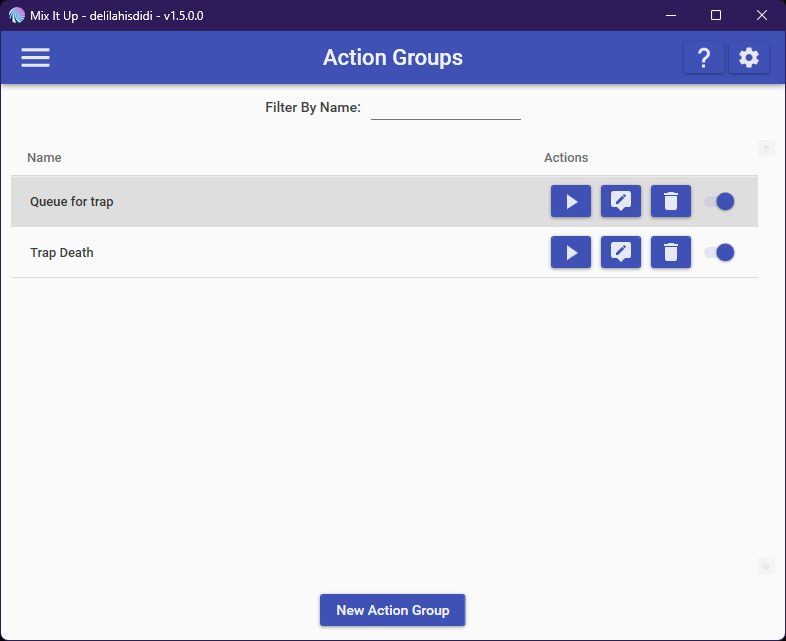 Mix It Up - delilahisdidi - v1.5.0.0
Action Groups
?
Filter By Name:
Name Actions
Queue for trap
Trap Death
New Action Group